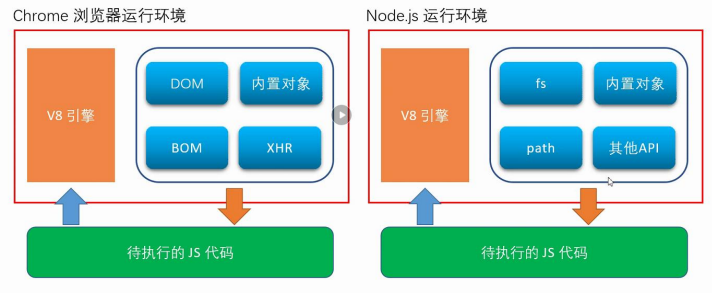 Chrome 浏览器运行环境
V8 引擎
DOM
内置对象
BOM
XHR
待执行的 JS 代码
Node.js 运行环境
V8 引擎
fs
内置对象
path
其他API
待执行的 JS 代码